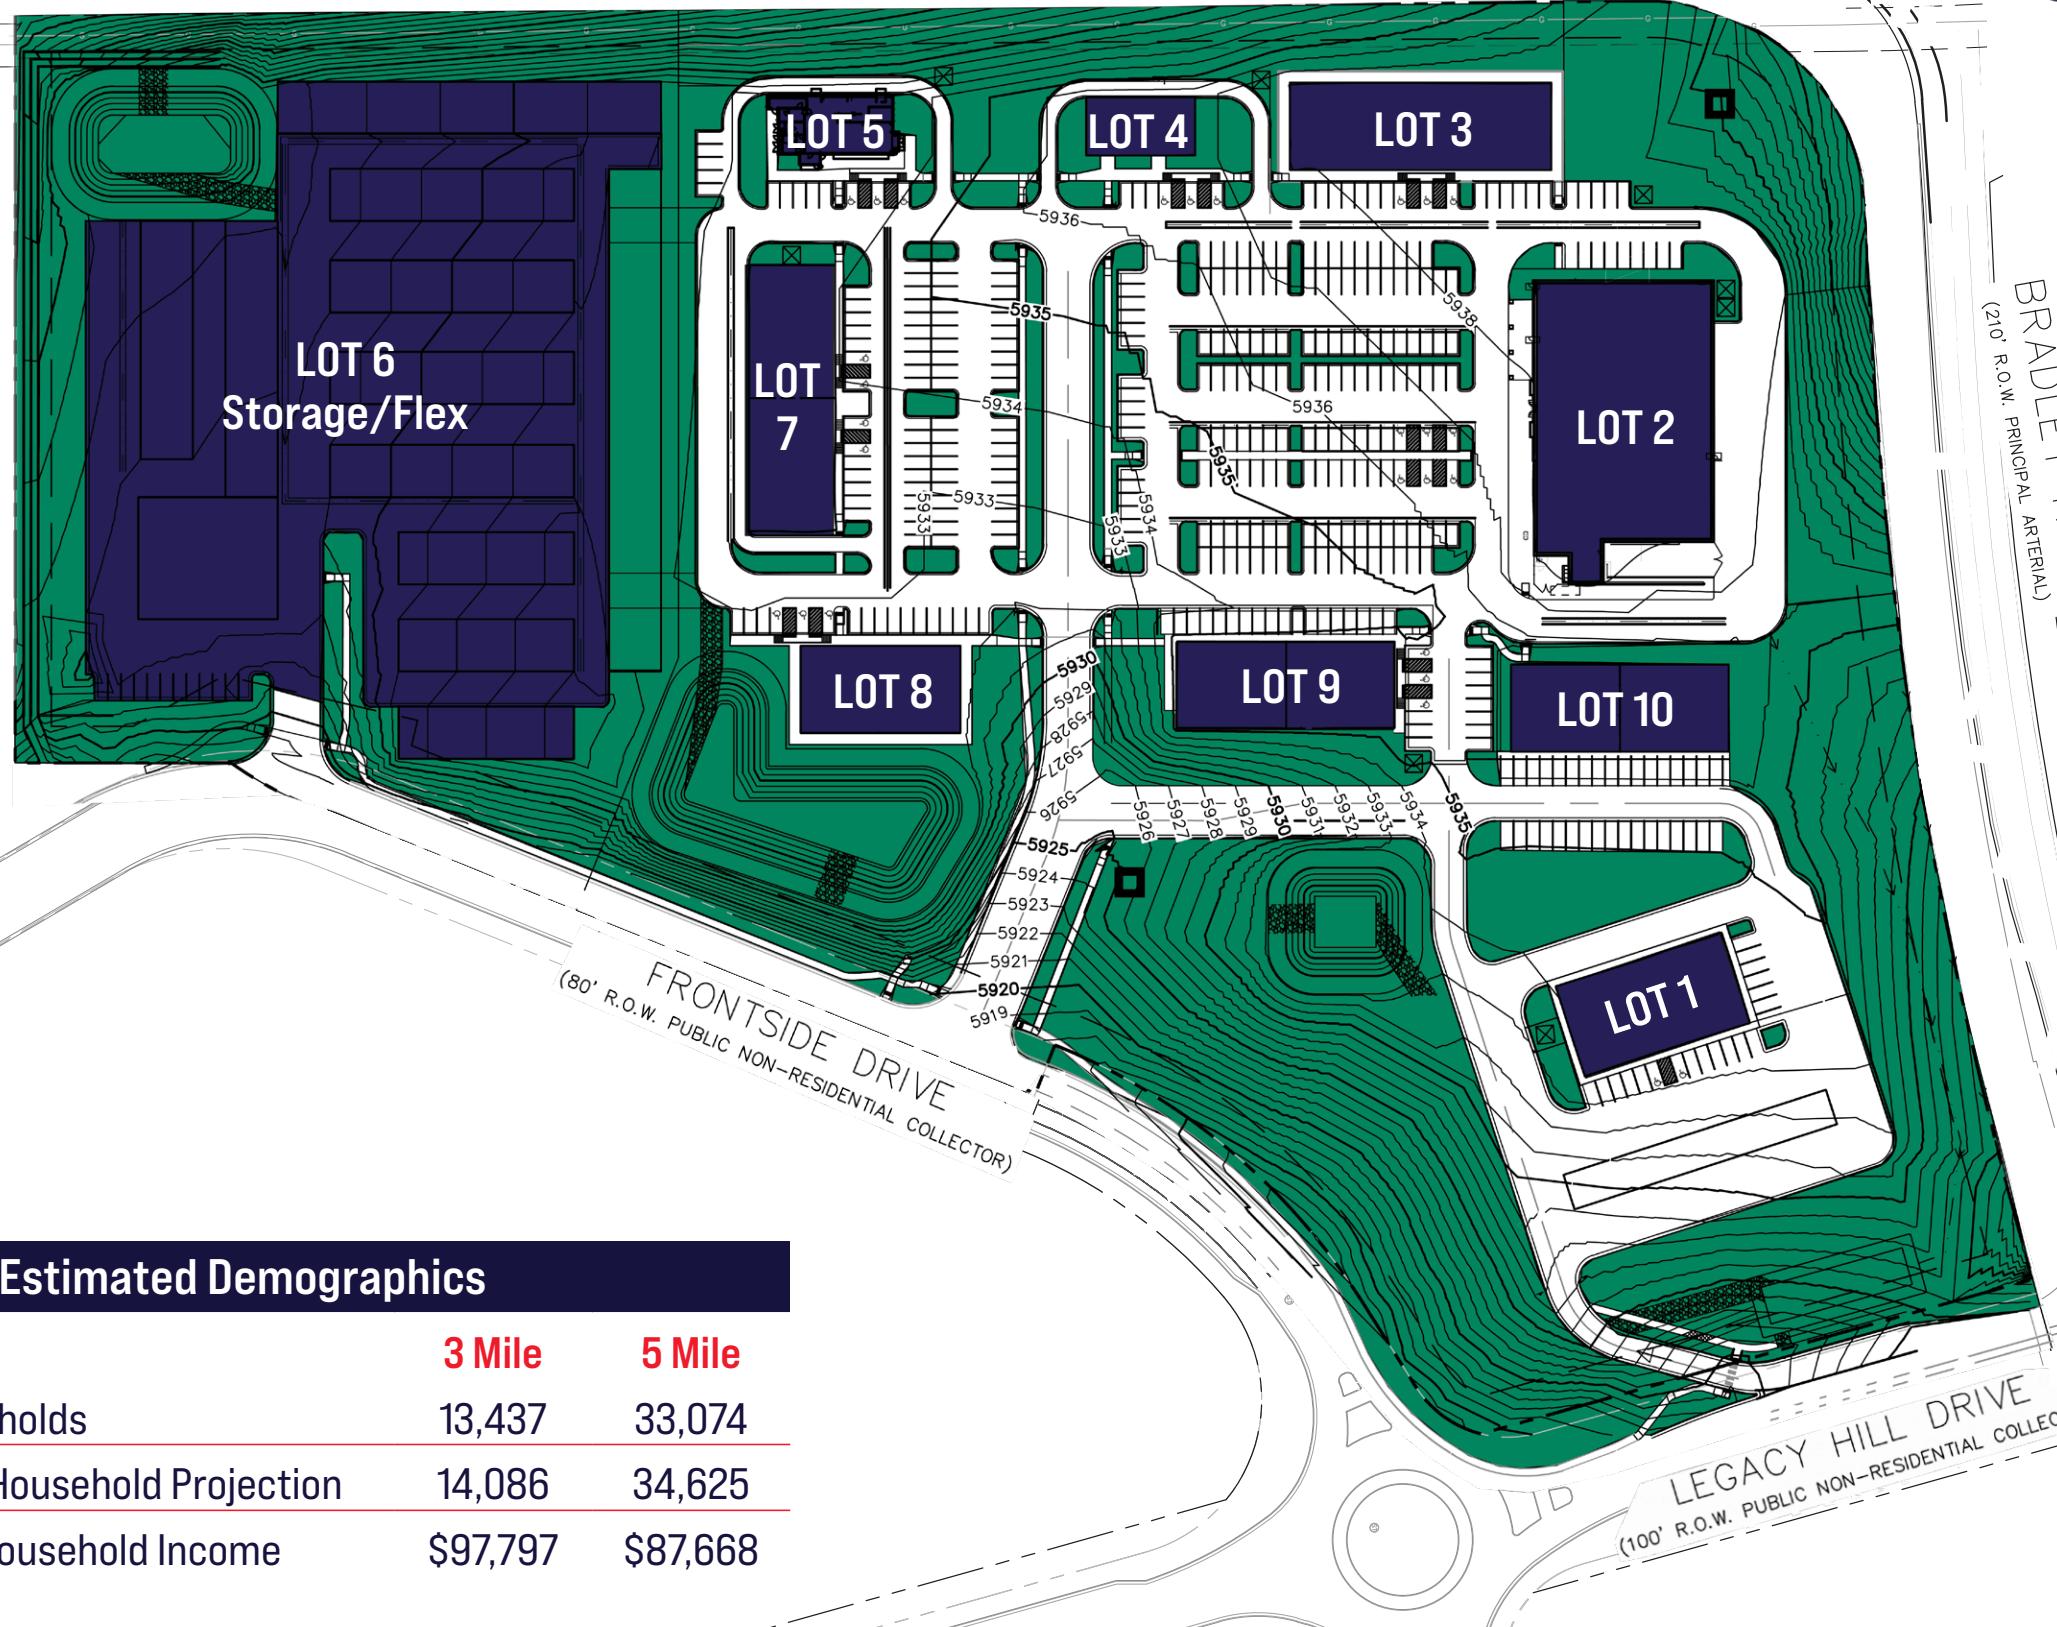 LOT 5
LOT 4
LOT 3
5936
5938
5935
LOT
7
5934
5936
LOT 6
Storage/Flex
LOT 2
5935
5933
5933
5934
5933
BRADLEY
(210' R.O.W. PRINCIPAL ARTERIAL)
LOT 8
5930
5929
5928
5927
5926
LOT 9
LOT 10
5926
5927
5928
5929
5930
5931
5932
5933
5934
5935
5925
5924
5923
5922
5921
5920
5919
LOT 1
FRONTSIDE DRIVE
(80' R.O.W. PUBLIC NON-RESIDENTIAL COLLECTOR)
Estimated Demographics
3 Mile 5 Mile
holds 13,437 33,074
Household Projection 14,086 34,625
ousehold Income $97,797 $87,668
LEGACY HILL DRIVE
(100' R.O.W. PUBLIC NON-RESIDENTIAL COLLEC